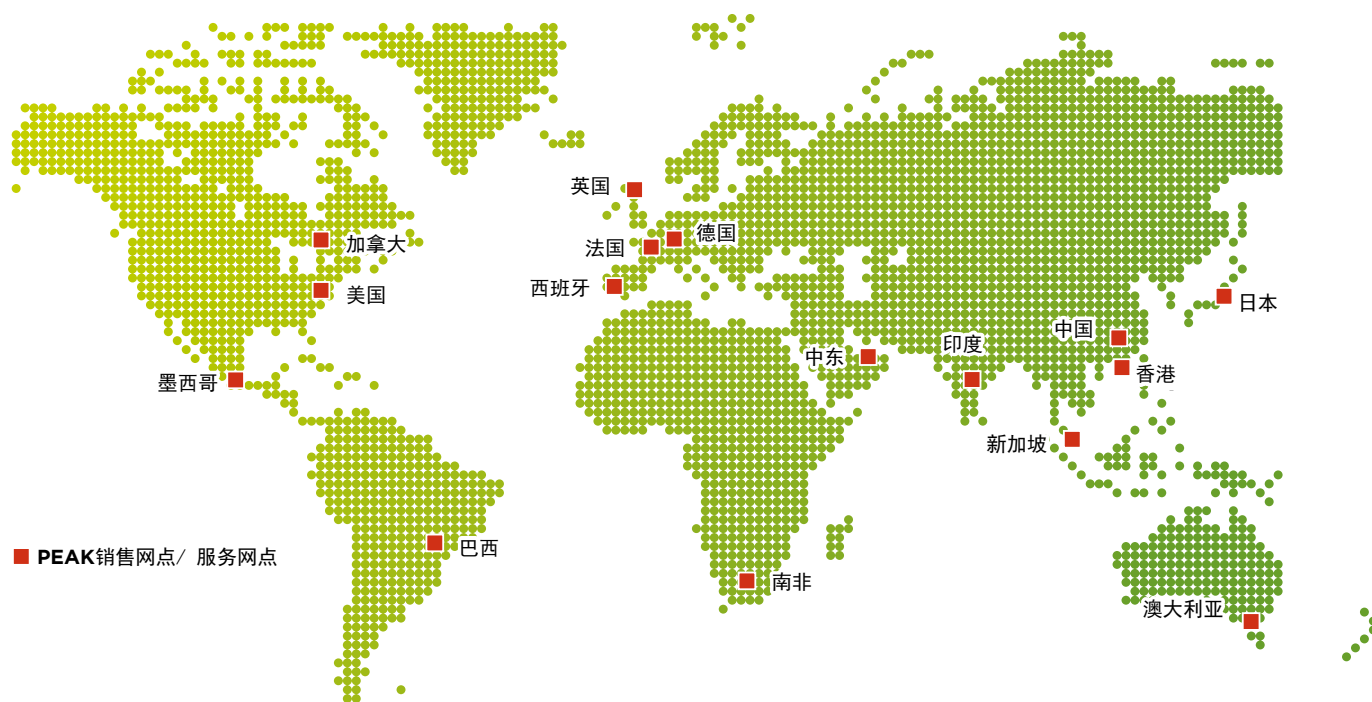 英国
德国
加拿大
法国
西班牙
美国
日本
中国
印度
中东
香港
墨西哥
新加坡
巴西
PEAK销售网点/ 服务网点
南非
澳大利亚